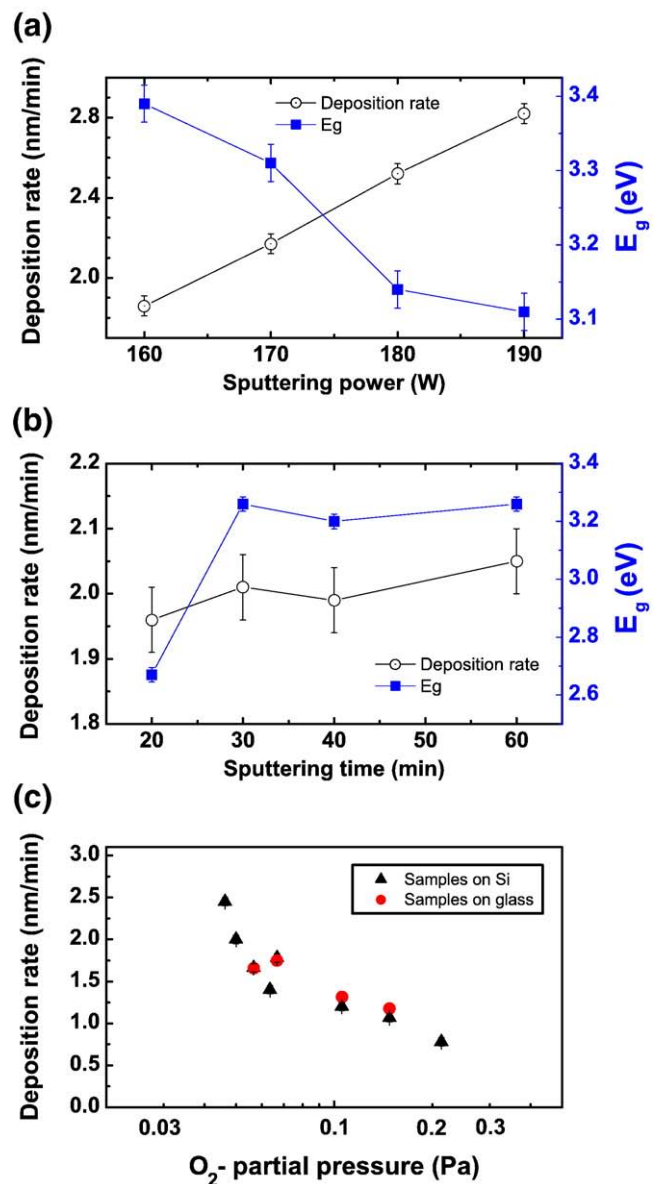 (a)
Deposition rate (nm/min)
2.8
2.4
2.0
Deposition rate
Eg
3.4
3.3
3.2
3.1
E_g (eV)
160 170 180 190
Sputtering power (W)
(b)
Deposition rate (nm/min)
2.2
2.1
2.0
1.9
1.8
Deposition rate
Eg
3.4
3.2
3.0
2.8
2.6
E_g (eV)
20 30 40 60
Sputtering time (min)
(c)
Deposition rate (nm/min)
3.0
2.5
2.0
1.5
1.0
0.5
0.0
Samples on Si
Samples on glass
0.03 0.1 0.2 0.3
O₂- partial pressure (Pa)